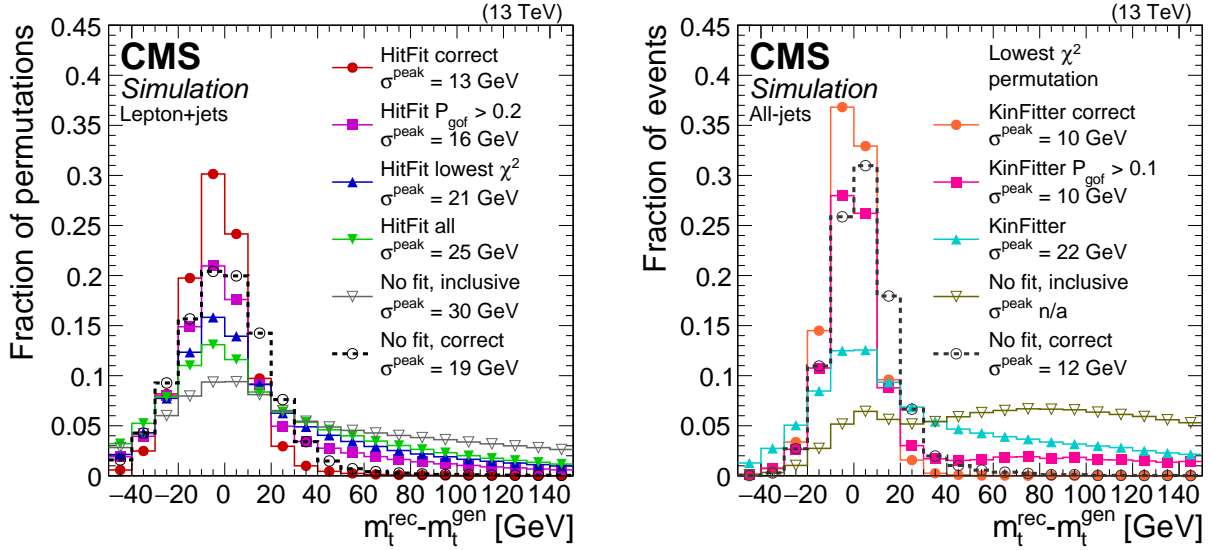 (13 TeV)
CMS
Simulation
Lepton+jets
HitFit correct
σ^peak = 13 GeV
HitFit P_gof > 0.2
σ^peak = 16 GeV
HitFit lowest χ²
σ^peak = 21 GeV
HitFit all
σ^peak = 25 GeV
No fit, inclusive
σ^peak = 30 GeV
No fit, correct
σ^peak = 19 GeV
Fraction of permutations
0.45
0.4
0.35
0.3
0.25
0.2
0.15
0.1
0.05
0
−40 −20 0 20 40 60 80 100 120 140
m_t^rec-m_t^gen [GeV]
(13 TeV)
CMS
Simulation
All-jets
Lowest χ²
permutation
KinFitter correct
σ^peak = 10 GeV
KinFitter P_gof > 0.1
σ^peak = 10 GeV
KinFitter
σ^peak = 22 GeV
No fit, inclusive
σ^peak n/a
No fit, correct
σ^peak = 12 GeV
Fraction of events
0.45
0.4
0.35
0.3
0.25
0.2
0.15
0.1
0.05
0
−40 −20 0 20 40 60 80 100 120 140
m_t^rec-m_t^gen [GeV]